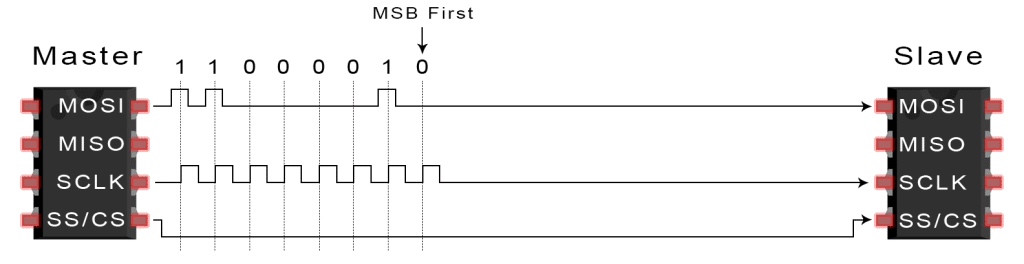 MSB First
Master
1 1 0 0 0 0 1 0
Slave
MOSI
MISO
SCLK
SS/CS
MOSI
MISO
SCLK
SS/CS